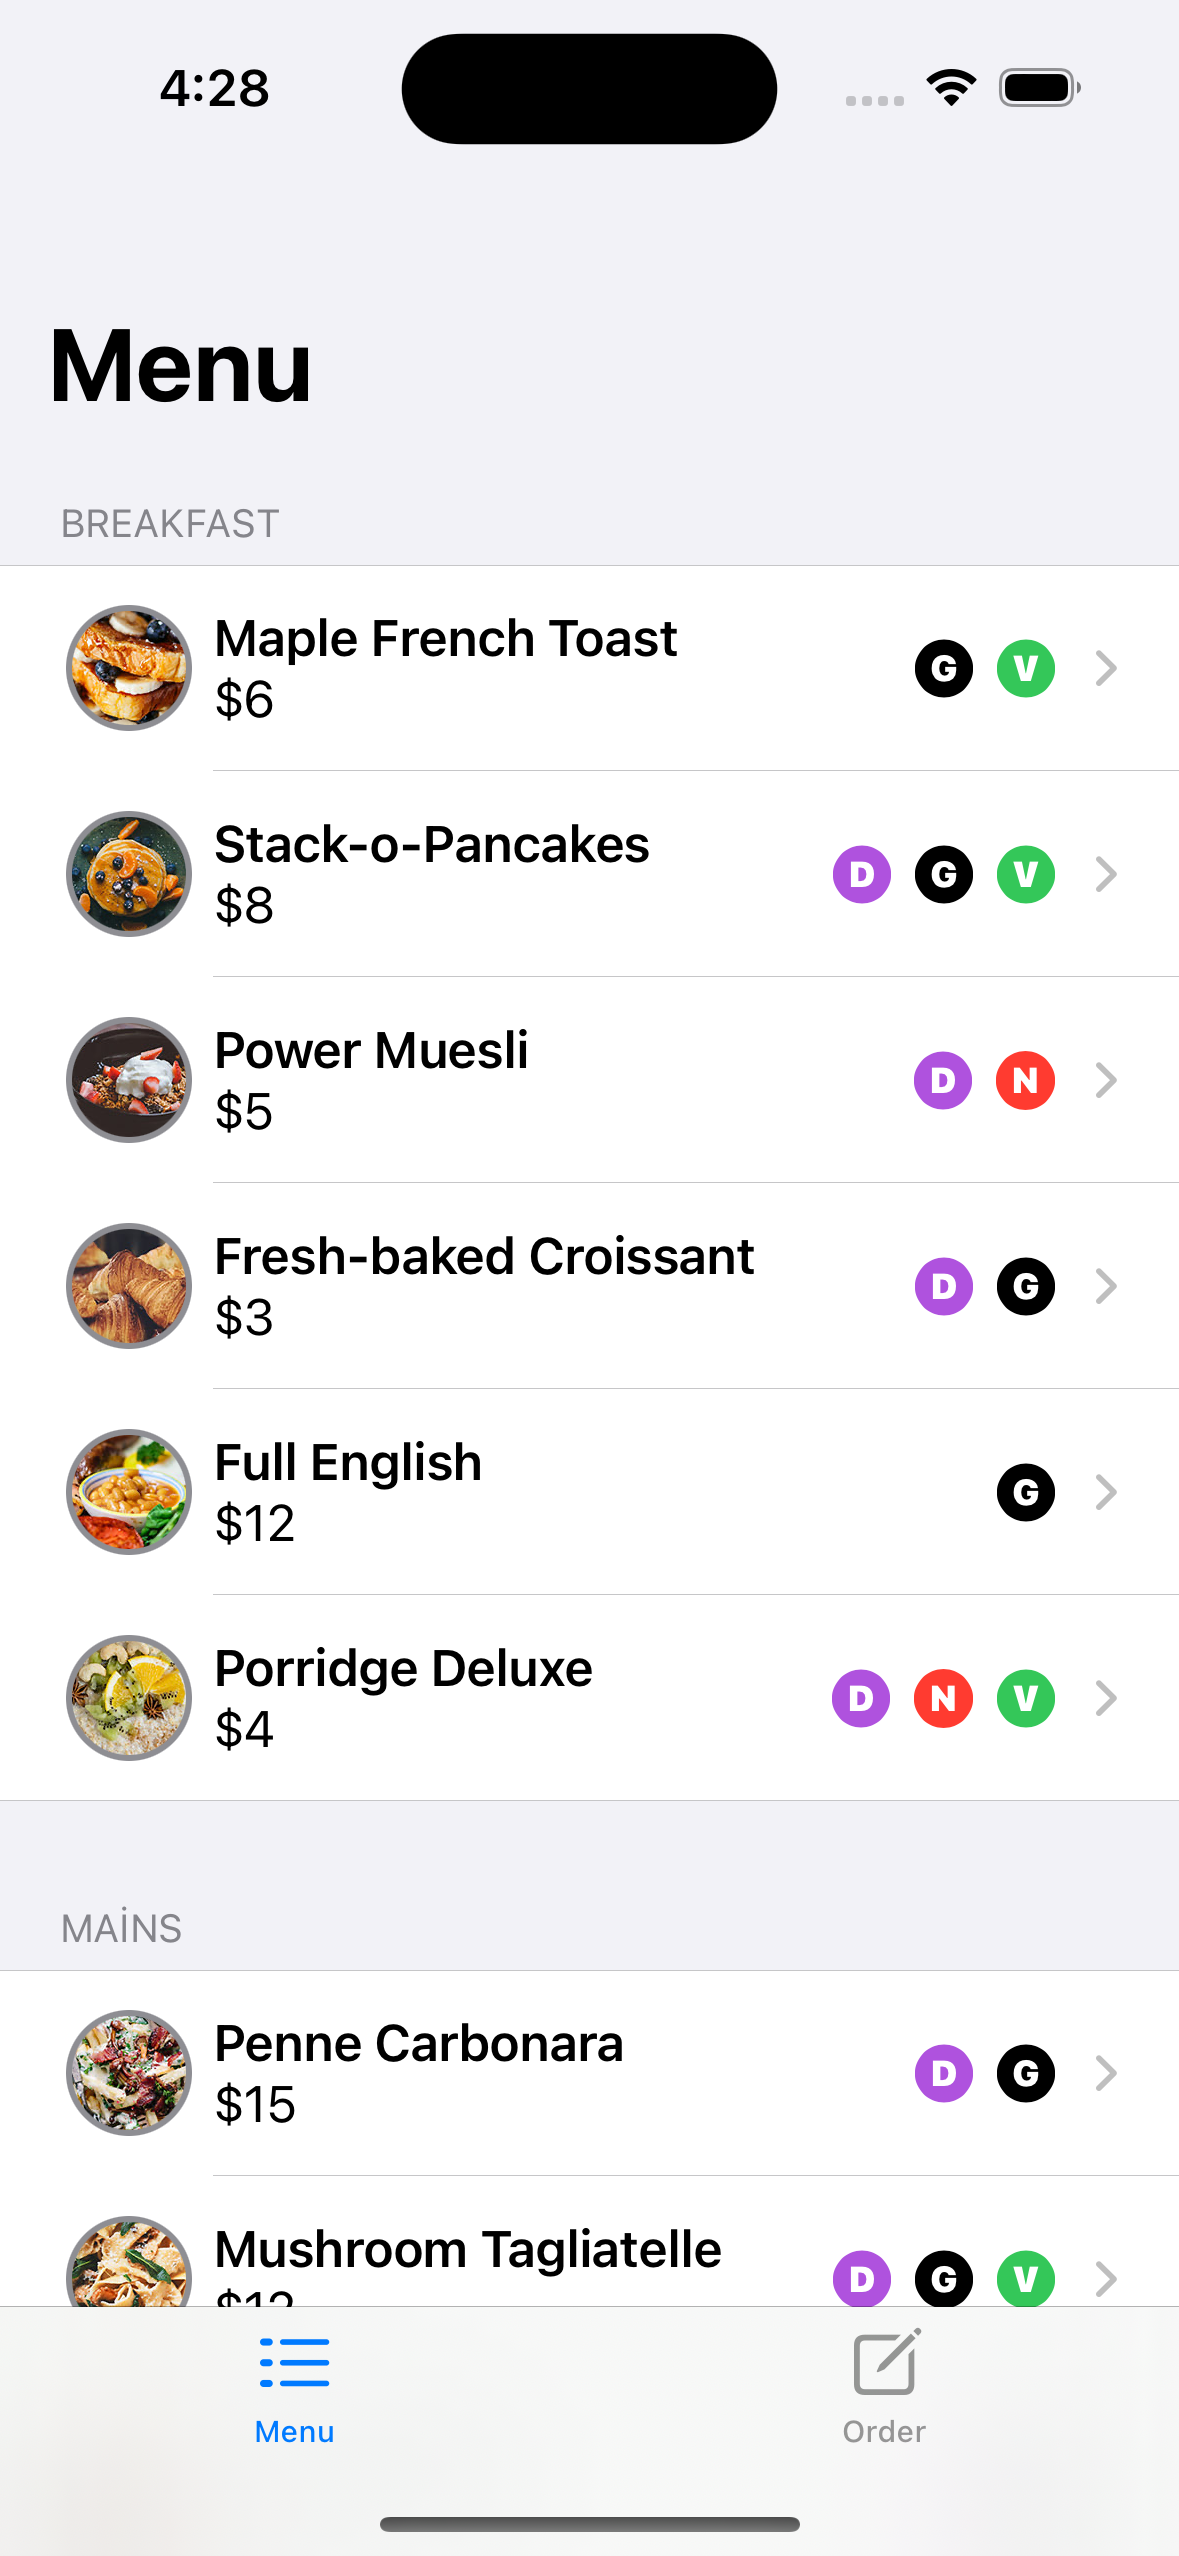 4:28
Menu
BREAKFAST
Maple French Toast
G V
$6
Stack-o-Pancakes
D G V
$8
Power Muesli
D N
$5
Fresh-baked Croissant
D G
$3
Full English
G
$12
Porridge Deluxe
D N V
$4
MAİNS
Penne Carbonara
D G
$15
Mushroom Tagliatelle
D G V
Menu
Order